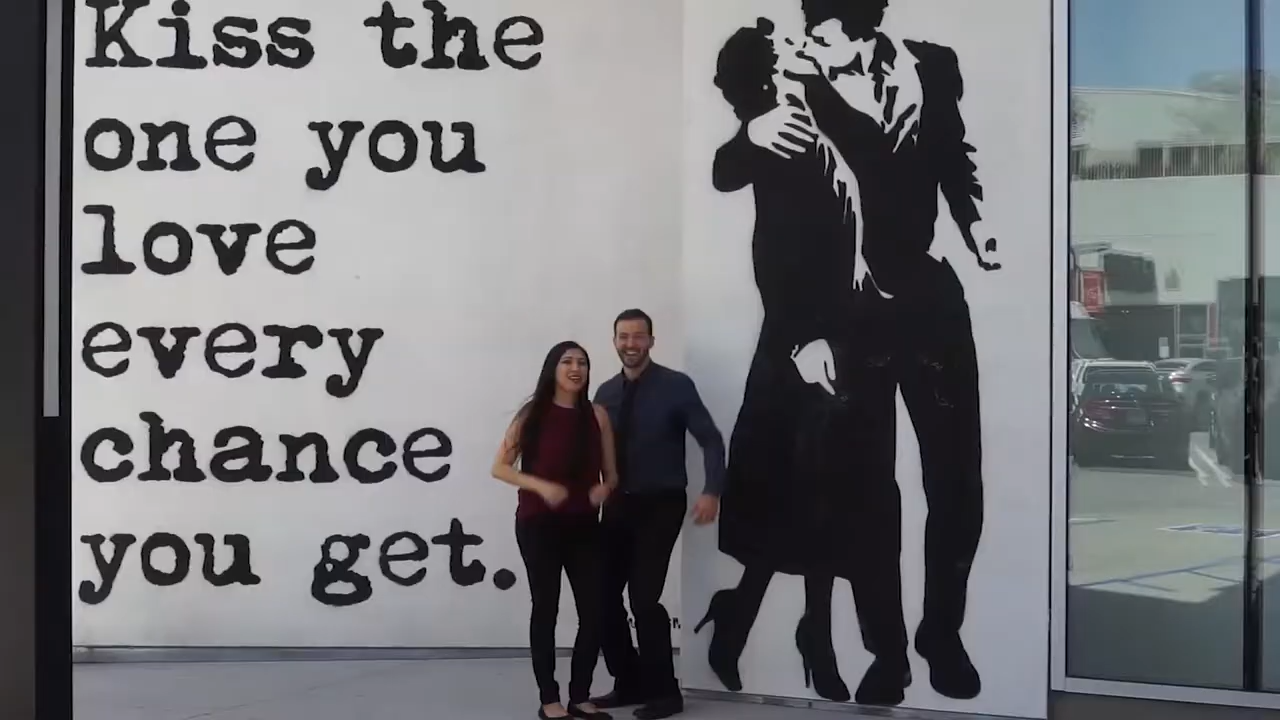 Kiss the
one you
love
every
chance
you get.